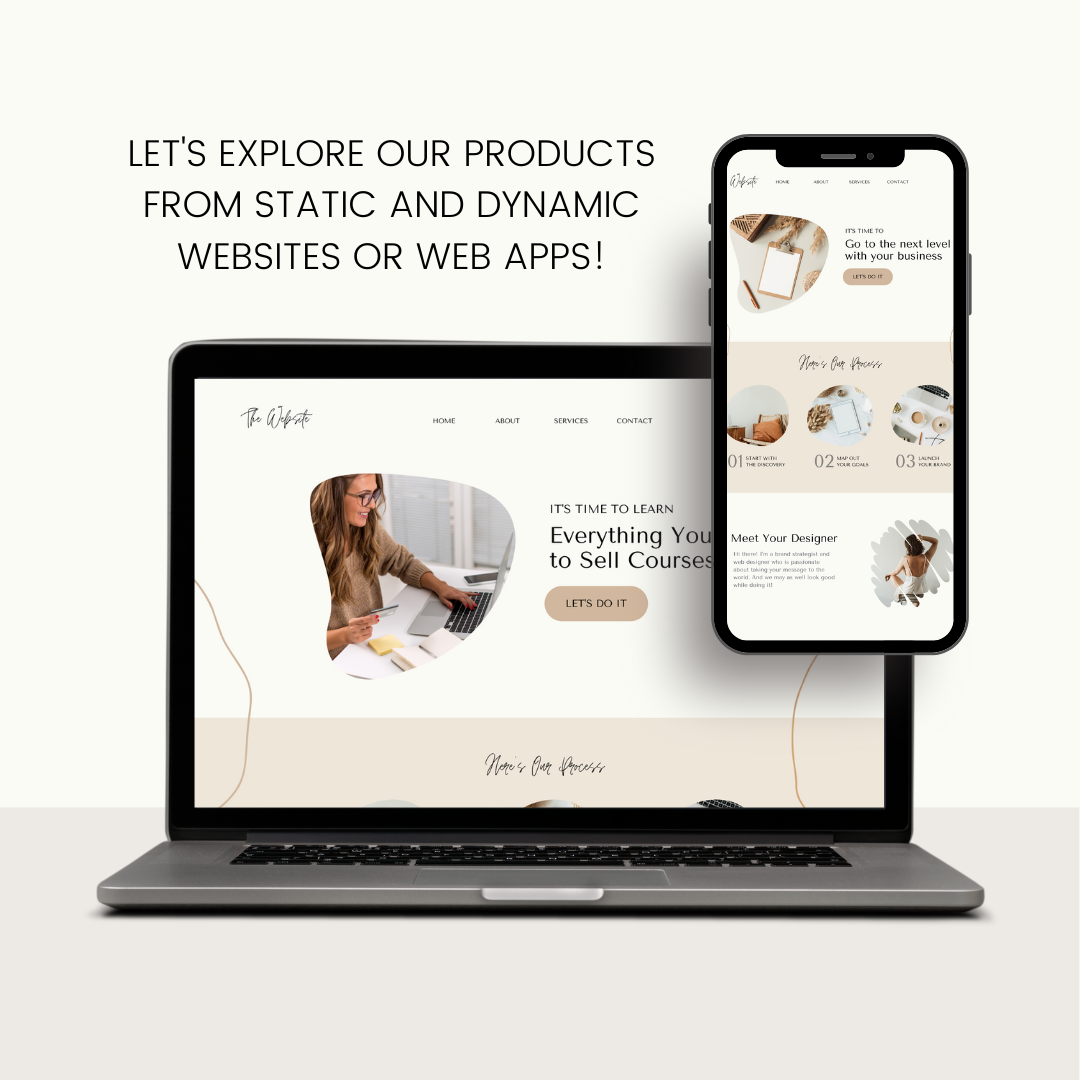 LET'S EXPLORE OUR PRODUCTS
FROM STATIC AND DYNAMIC
WEBSITES OR WEB APPS!
The Website
HOME ABOUT SERVICES CONTACT
IT'S TIME TO LEARN
Everything You
to Sell Courses
LET'S DO IT
Here's Our Process
Website
HOME ABOUT SERVICES CONTACT
IT'S TIME TO
Go to the next level
with your business
LET'S DO IT
Here's Our Process
01 START WITH
THE DISCOVERY
02 MAP OUT
YOUR GOALS
03 LAUNCH
YOUR BRAND
Meet Your Designer
Hi there! I'm a brand strategist and
web designer who is passionate
about taking your message to the
world. And we may as well look good
while doing it!